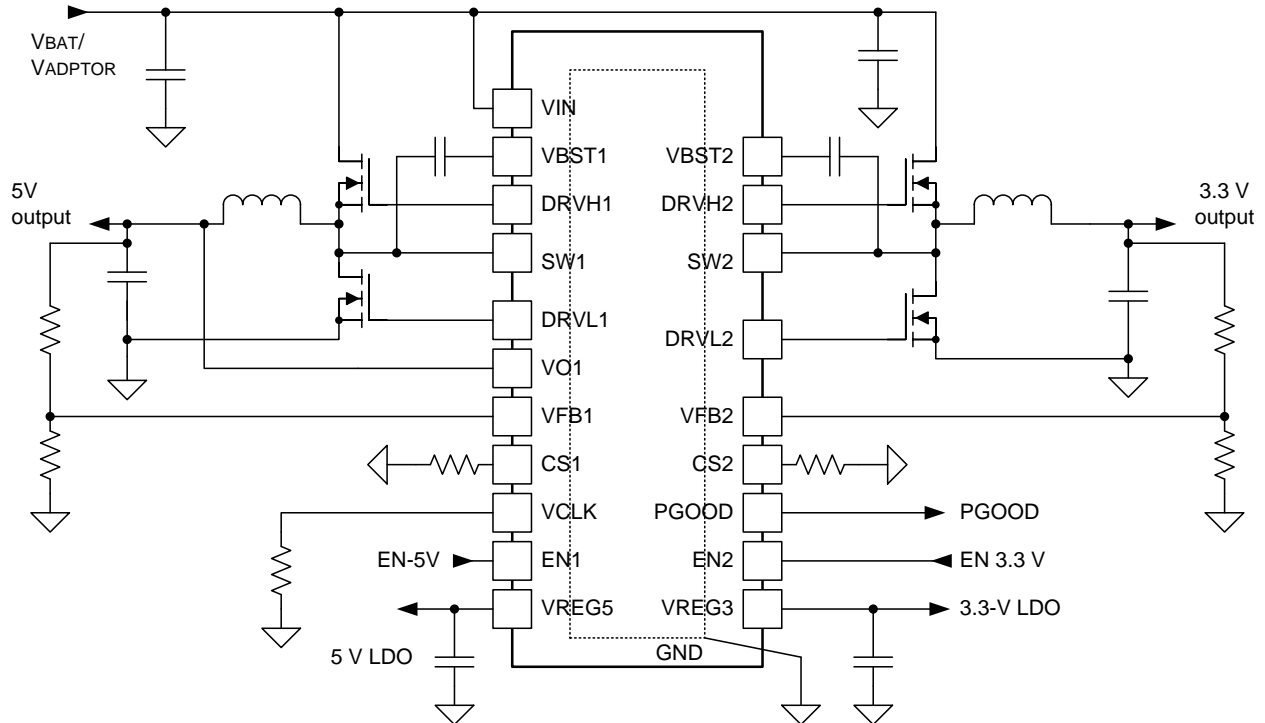 VBAT/
VADPTOR
VIN
VBST1
VBST2
5V
output
DRVH1
DRVH2
3.3 V
output
SW1
SW2
DRVL1
DRVL2
VO1
VFB1
VFB2
CS1
CS2
VCLK
PGOOD
PGOOD
EN-5V
EN1
EN2
EN 3.3 V
VREG5
VREG3
3.3-V LDO
5 V LDO
GND